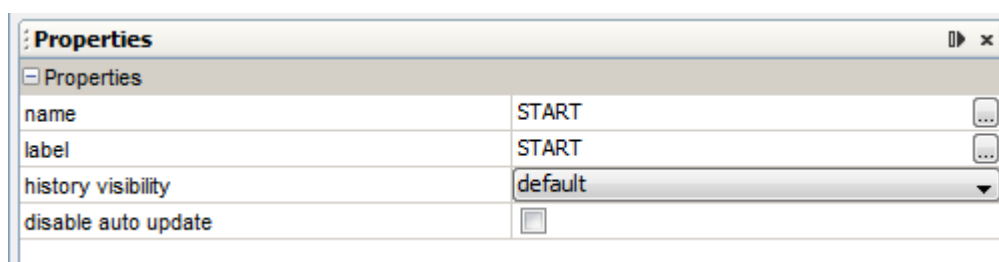 Properties
Properties
name START ...
label START ...
history visibility default
disable auto update